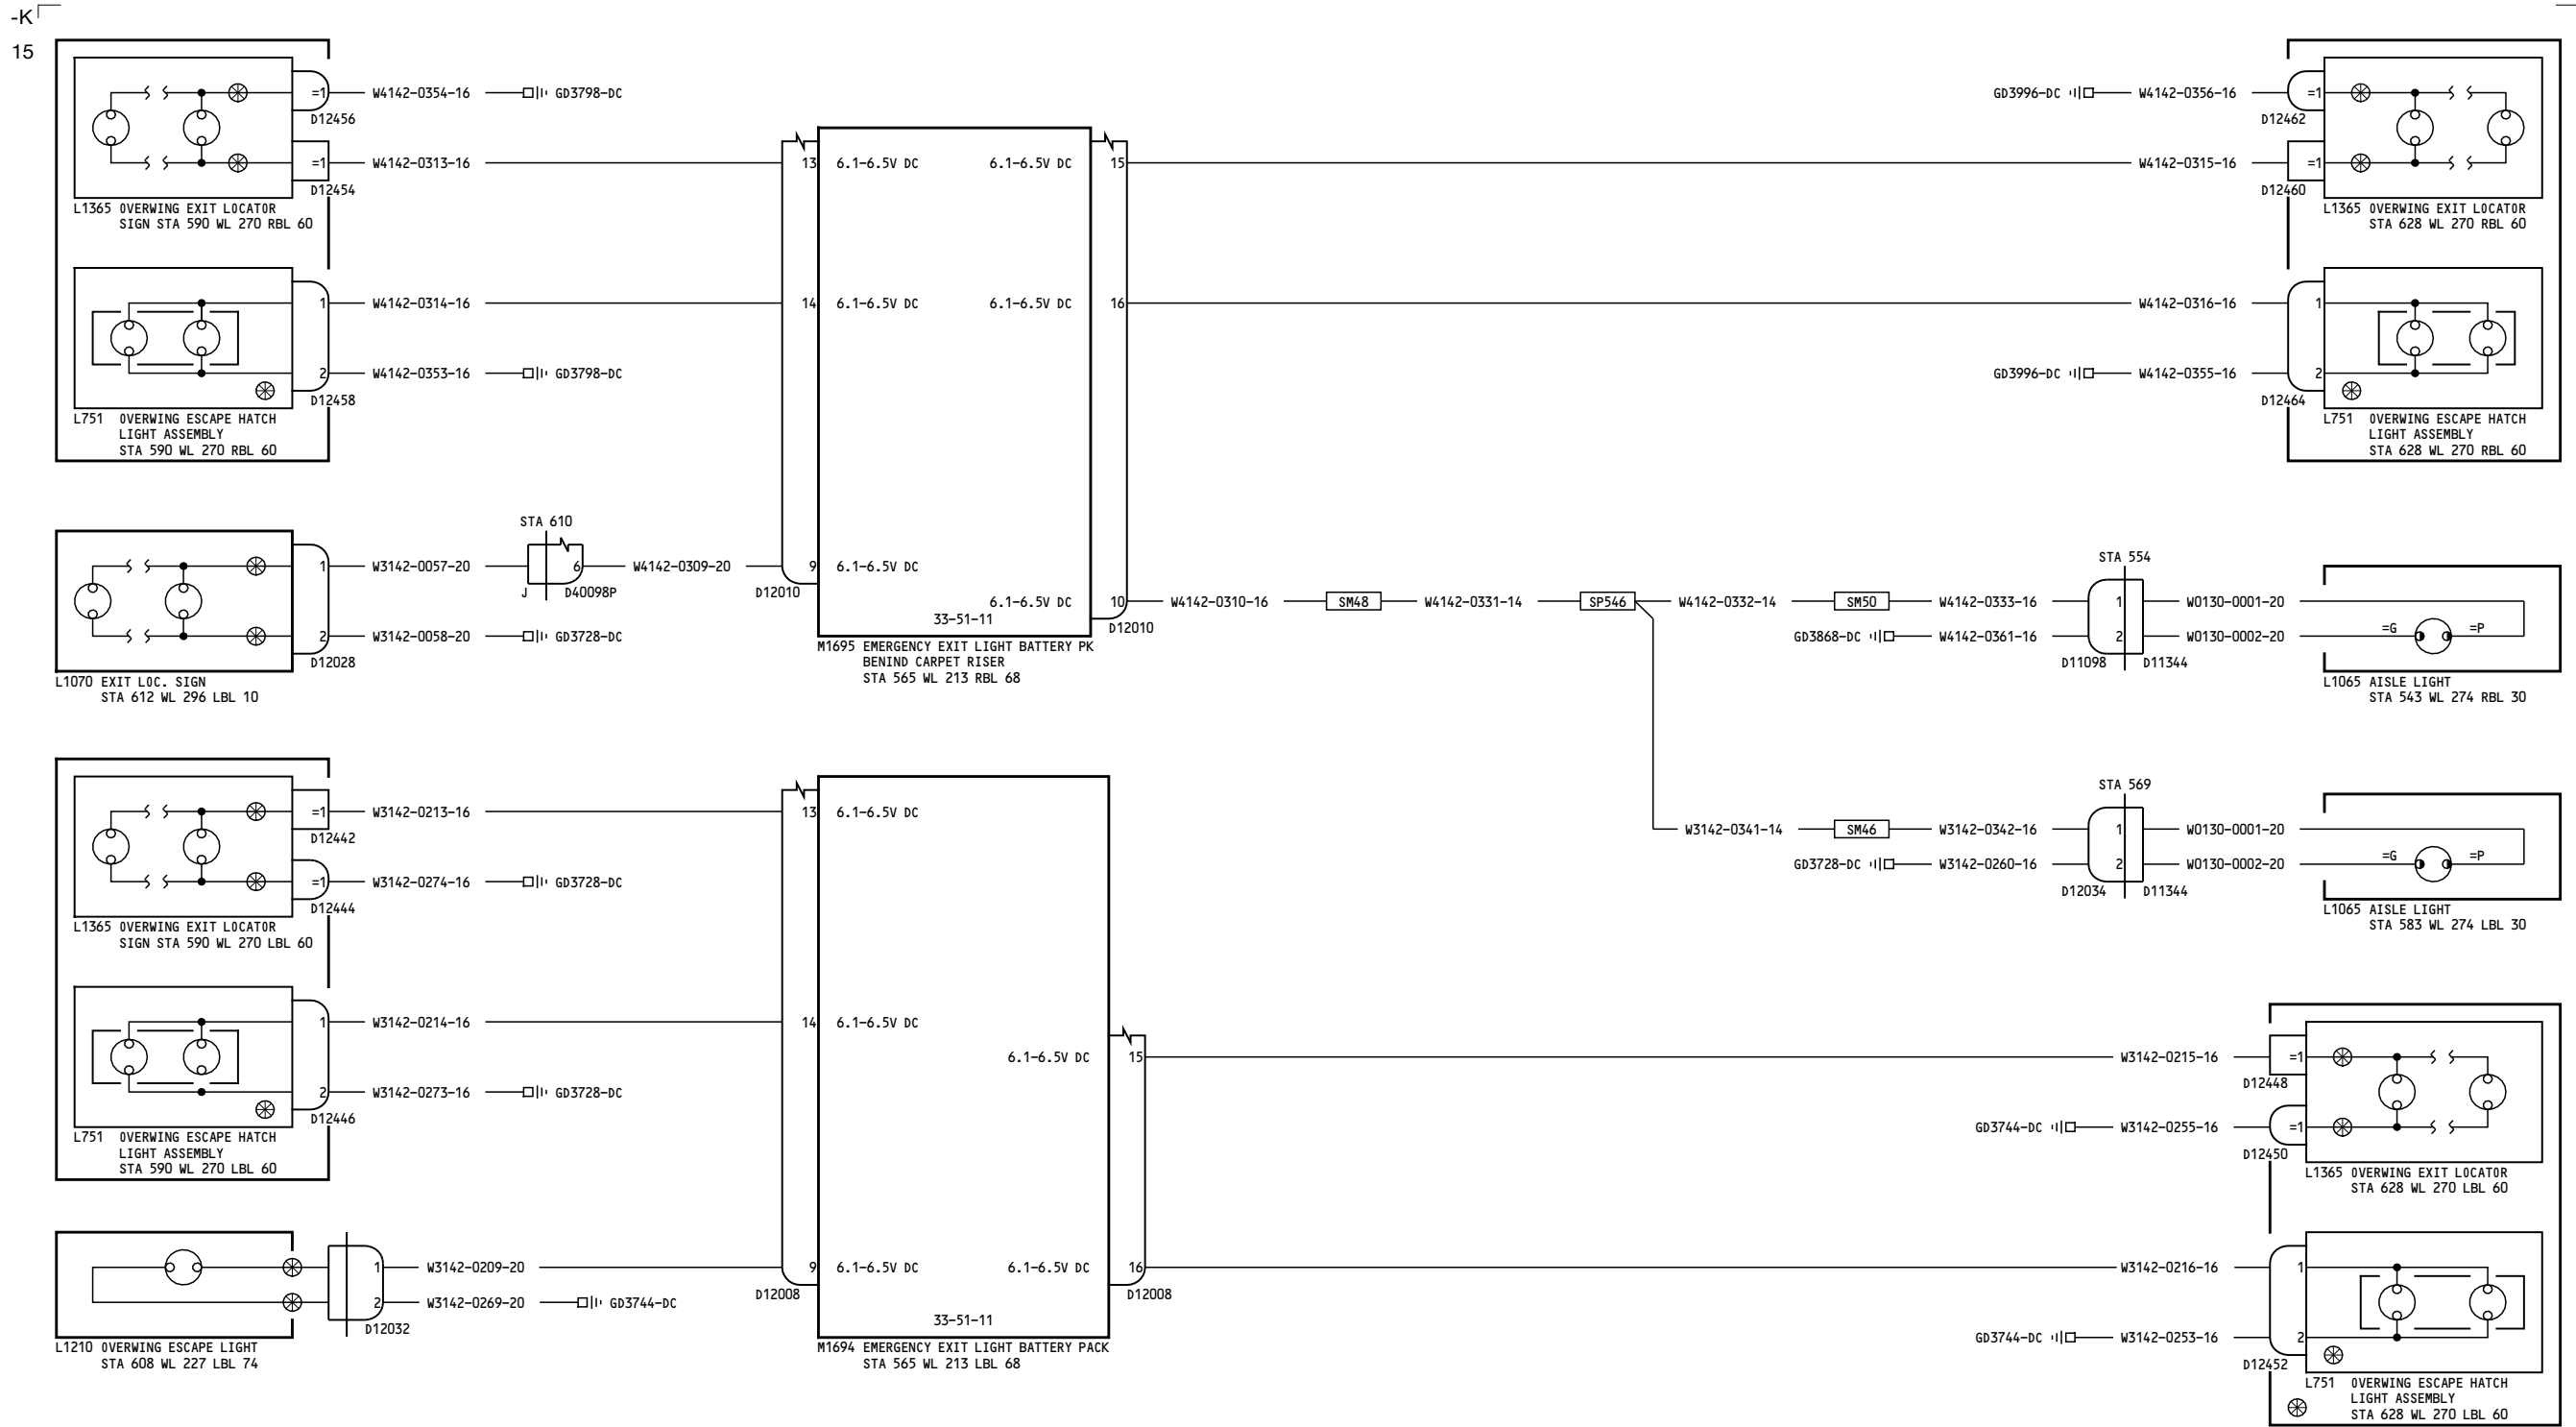 -K
15
=1
D12456
W4142-0354-16
GD3798-DC
=1
D12454
W4142-0313-16
L1365 OVERWING EXIT LOCATOR
SIGN STA 590 WL 270 RBL 60
1
W4142-0314-16
2
W4142-0353-16
GD3798-DC
D12458
L751 OVERWING ESCAPE HATCH
LIGHT ASSEMBLY
STA 590 WL 270 RBL 60
1
W3142-0057-20
STA 610
6
J
D40098P
W4142-0309-20
2
W3142-0058-20
GD3728-DC
D12028
L1070 EXIT LOC. SIGN
STA 612 WL 296 LBL 10
13
6.1-6.5V DC
6.1-6.5V DC
15
14
6.1-6.5V DC
6.1-6.5V DC
16
9
6.1-6.5V DC
D12010
6.1-6.5V DC
10
D12010
33-51-11
M1695 EMERGENCY EXIT LIGHT BATTERY PK
BENIND CARPET RISER
STA 565 WL 213 RBL 68
GD3996-DC
W4142-0356-16
=1
D12462
W4142-0315-16
=1
D12460
L1365 OVERWING EXIT LOCATOR
STA 628 WL 270 RBL 60
W4142-0316-16
1
GD3996-DC
W4142-0355-16
2
D12464
L751 OVERWING ESCAPE HATCH
LIGHT ASSEMBLY
STA 628 WL 270 RBL 60
W4142-0310-16
SM48
W4142-0331-14
SP546
W4142-0332-14
SM50
W4142-0333-16
STA 554
1
W0130-0001-20
GD3868-DC
W4142-0361-16
2
W0130-0002-20
=G
=P
D11098
D11344
L1065 AISLE LIGHT
STA 543 WL 274 RBL 30
W3142-0341-14
SM46
W3142-0342-16
STA 569
1
W0130-0001-20
GD3728-DC
W3142-0260-16
2
W0130-0002-20
=G
=P
D12034
D11344
L1065 AISLE LIGHT
STA 583 WL 274 LBL 30
=1
D12442
W3142-0213-16
=1
D12444
W3142-0274-16
GD3728-DC
L1365 OVERWING EXIT LOCATOR
SIGN STA 590 WL 270 LBL 60
1
W3142-0214-16
2
W3142-0273-16
GD3728-DC
D12446
L751 OVERWING ESCAPE HATCH
LIGHT ASSEMBLY
STA 590 WL 270 LBL 60
1
W3142-0209-20
2
W3142-0269-20
GD3744-DC
D12032
L1210 OVERWING ESCAPE LIGHT
STA 608 WL 227 LBL 74
13
6.1-6.5V DC
14
6.1-6.5V DC
6.1-6.5V DC
15
9
6.1-6.5V DC
6.1-6.5V DC
16
D12008
D12008
33-51-11
M1694 EMERGENCY EXIT LIGHT BATTERY PACK
STA 565 WL 213 LBL 68
W3142-0215-16
=1
D12448
GD3744-DC
W3142-0255-16
=1
D12450
L1365 OVERWING EXIT LOCATOR
STA 628 WL 270 LBL 60
W3142-0216-16
1
GD3744-DC
W3142-0253-16
2
D12452
L751 OVERWING ESCAPE HATCH
LIGHT ASSEMBLY
STA 628 WL 270 LBL 60